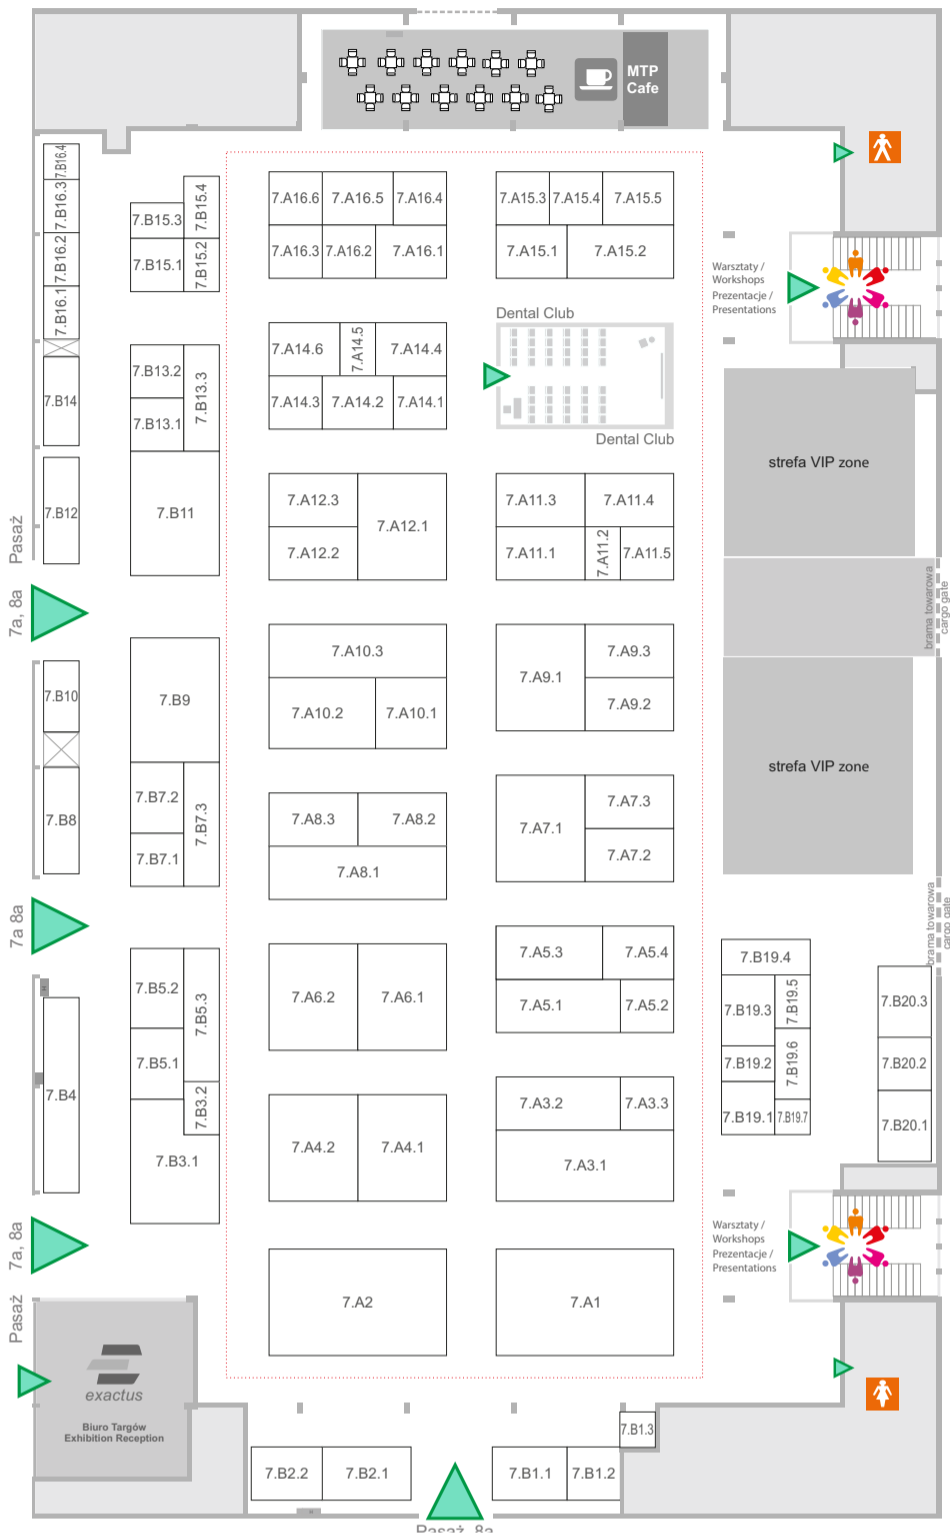 MTP
Cafe
7.B16.4
7.B16.3
7.B16.2
7.B16.1
7.B15.3
7.B15.4
7.B15.1
7.B15.2
7.A16.6
7.A16.5
7.A16.4
7.A16.3
7.A16.2
7.A16.1
7.A15.3
7.A15.4
7.A15.5
7.A15.1
7.A15.2
Warsztaty /
Workshops
Prezentacje /
Presentations
Dental Club
Dental Club
7.A14.6
7.A14.5
7.A14.4
7.A14.3
7.A14.2
7.A14.1
7.B13.2
7.B13.3
7.B13.1
7.B14
7.B12
7.B11
strefa VIP zone
7.A12.3
7.A12.1
7.A12.2
7.A11.3
7.A11.4
7.A11.1
7.A11.2
7.A11.5
Pasaż
7a, 8a
brama towarowa
cargo gate
7.B10
7.B9
7.A10.3
7.A10.2
7.A10.1
7.A9.1
7.A9.3
7.A9.2
strefa VIP zone
7.B8
7.B7.2
7.B7.3
7.B7.1
7.A8.3
7.A8.2
7.A8.1
7.A7.1
7.A7.3
7.A7.2
7a 8a
brama towarowa
cargo gate
7.B5.2
7.B5.3
7.B5.1
7.A6.2
7.A6.1
7.A5.3
7.A5.4
7.A5.1
7.A5.2
7.B19.4
7.B19.3
7.B19.5
7.B19.2
7.B19.6
7.B19.1
7.B19.7
7.B20.3
7.B20.2
7.B20.1
7.B4
7.B3.2
7.B3.1
7.A4.2
7.A4.1
7.A3.2
7.A3.3
7.A3.1
7a, 8a
Pasaż
Warsztaty /
Workshops
Prezentacje /
Presentations
7.A2
7.A1
exactus
Biuro Targów
Exhibition Reception
7.B2.2
7.B2.1
7.B1.1
7.B1.2
7.B1.3
Pasaż 8a